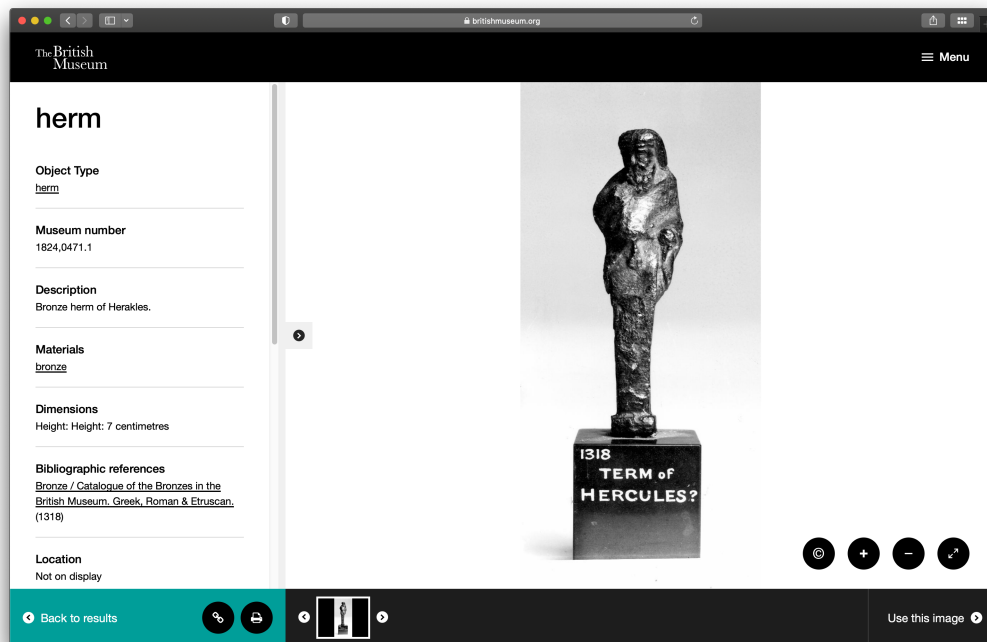 britishmuseum.org
The British
Museum
Menu
herm
Object Type
herm
Museum number
1824,0471.1
Description
Bronze herm of Herakles.
Materials
bronze
Dimensions
Height: Height: 7 centimetres
Bibliographic references
Bronze / Catalogue of the Bronzes in the
British Museum. Greek, Roman & Etruscan.
(1318)
Location
Not on display
1318
TERM of
HERCULES?
©
Back to results
Use this image